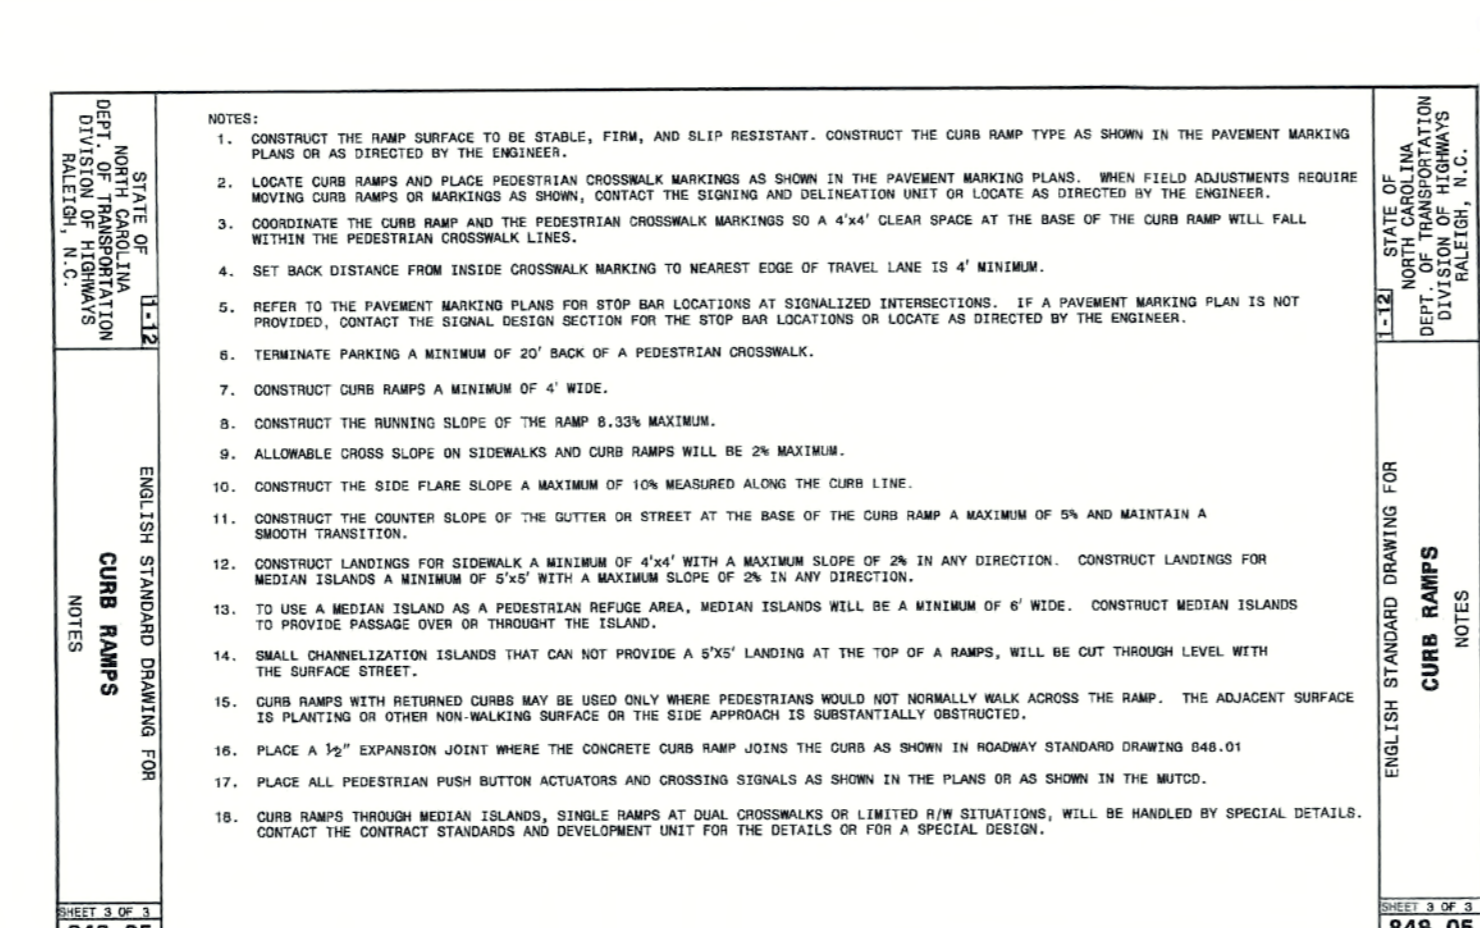 STATE OF
NORTH CAROLINA
DEPT. OF TRANSPORTATION
DIVISION OF HIGHWAYS
RALEIGH, N.C.
1-12
ENGLISH STANDARD DRAWING FOR
CURB RAMPS
NOTES
SHEET 3 OF 3
848.05
NOTES:
1. CONSTRUCT THE RAMP SURFACE TO BE STABLE, FIRM, AND SLIP RESISTANT. CONSTRUCT THE CURB RAMP TYPE AS SHOWN IN THE PAVEMENT MARKING
PLANS OR AS DIRECTED BY THE ENGINEER.
2. LOCATE CURB RAMPS AND PLACE PEDESTRIAN CROSSWALK MARKINGS AS SHOWN IN THE PAVEMENT MARKING PLANS. WHEN FIELD ADJUSTMENTS REQUIRE
MOVING CURB RAMPS OR MARKINGS AS SHOWN, CONTACT THE SIGNING AND DELINEATION UNIT OR LOCATE AS DIRECTED BY THE ENGINEER.
3. COORDINATE THE CURB RAMP AND THE PEDESTRIAN CROSSWALK MARKINGS SO A 4'x4' CLEAR SPACE AT THE BASE OF THE CURB RAMP WILL FALL
WITHIN THE PEDESTRIAN CROSSWALK LINES.
4. SET BACK DISTANCE FROM INSIDE CROSSWALK MARKING TO NEAREST EDGE OF TRAVEL LANE IS 4' MINIMUM.
5. REFER TO THE PAVEMENT MARKING PLANS FOR STOP BAR LOCATIONS AT SIGNALIZED INTERSECTIONS. IF A PAVEMENT MARKING PLAN IS NOT
PROVIDED, CONTACT THE SIGNAL DESIGN SECTION FOR THE STOP BAR LOCATIONS OR LOCATE AS DIRECTED BY THE ENGINEER.
6. TERMINATE PARKING A MINIMUM OF 20' BACK OF A PEDESTRIAN CROSSWALK.
7. CONSTRUCT CURB RAMPS A MINIMUM OF 4' WIDE.
8. CONSTRUCT THE RUNNING SLOPE OF THE RAMP 8.33% MAXIMUM.
9. ALLOWABLE CROSS SLOPE ON SIDEWALKS AND CURB RAMPS WILL BE 2% MAXIMUM.
10. CONSTRUCT THE SIDE FLARE SLOPE A MAXIMUM OF 10% MEASURED ALONG THE CURB LINE.
11. CONSTRUCT THE COUNTER SLOPE OF THE GUTTER OR STREET AT THE BASE OF THE CURB RAMP A MAXIMUM OF 5% AND MAINTAIN A
SMOOTH TRANSITION.
12. CONSTRUCT LANDINGS FOR SIDEWALK A MINIMUM OF 4'x4' WITH A MAXIMUM SLOPE OF 2% IN ANY DIRECTION. CONSTRUCT LANDINGS FOR
MEDIAN ISLANDS A MINIMUM OF 5'x5' WITH A MAXIMUM SLOPE OF 2% IN ANY DIRECTION.
13. TO USE A MEDIAN ISLAND AS A PEDESTRIAN REFUGE AREA, MEDIAN ISLANDS WILL BE A MINIMUM OF 6' WIDE. CONSTRUCT MEDIAN ISLANDS
TO PROVIDE PASSAGE OVER OR THROUGHT THE ISLAND.
14. SMALL CHANNELIZATION ISLANDS THAT CAN NOT PROVIDE A 5'X5' LANDING AT THE TOP OF A RAMPS, WILL BE CUT THROUGH LEVEL WITH
THE SURFACE STREET.
15. CURB RAMPS WITH RETURNED CURBS MAY BE USED ONLY WHERE PEDESTRIANS WOULD NOT NORMALLY WALK ACROSS THE RAMP. THE ADJACENT SURFACE
IS PLANTING OR OTHER NON-WALKING SURFACE OR THE SIDE APPROACH IS SUBSTANTIALLY OBSTRUCTED.
16. PLACE A ½" EXPANSION JOINT WHERE THE CONCRETE CURB RAMP JOINS THE CURB AS SHOWN IN ROADWAY STANDARD DRAWING 848.01
17. PLACE ALL PEDESTRIAN PUSH BUTTON ACTUATORS AND CROSSING SIGNALS AS SHOWN IN THE PLANS OR AS SHOWN IN THE MUTCD.
18. CURB RAMPS THROUGH MEDIAN ISLANDS, SINGLE RAMPS AT DUAL CROSSWALKS OR LIMITED R/W SITUATIONS, WILL BE HANDLED BY SPECIAL DETAILS.
CONTACT THE CONTRACT STANDARDS AND DEVELOPMENT UNIT FOR THE DETAILS OR FOR A SPECIAL DESIGN.
1-12
STATE OF
NORTH CAROLINA
DEPT. OF TRANSPORTATION
DIVISION OF HIGHWAYS
RALEIGH, N.C.
ENGLISH STANDARD DRAWING FOR
CURB RAMPS
NOTES
SHEET 3 OF 3
848.05